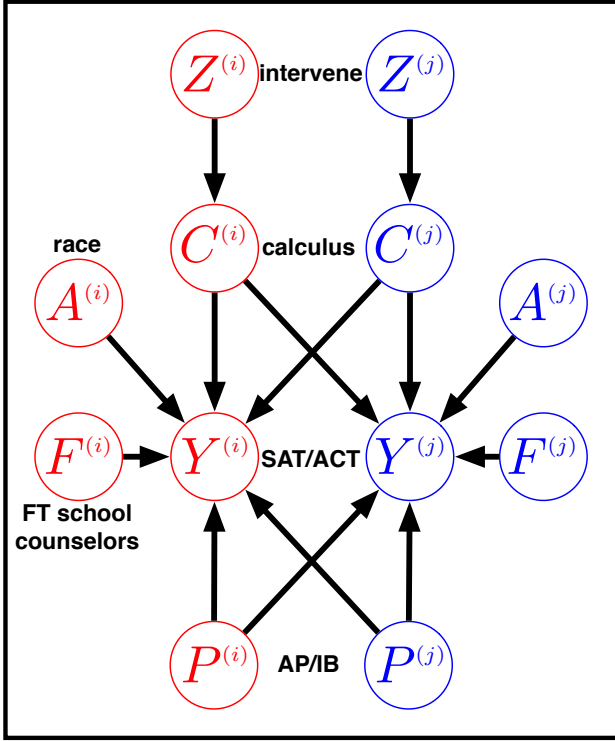 Z^(i) intervene Z^(j)
race
C^(i) calculus C^(j)
A^(i) A^(j)
F^(i) Y^(i) SAT/ACT Y^(j) F^(j)
FT school
counselors
P^(i) AP/IB P^(j)